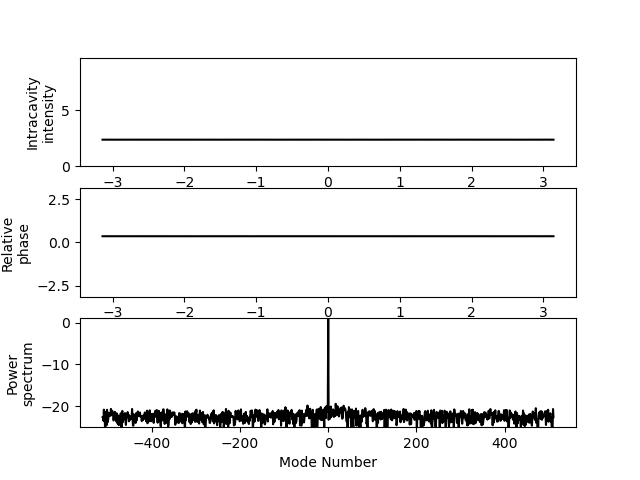 Intracavity
intensity
5
0
−3 −2 −1 0 1 2 3
Relative
phase
2.5
0.0
−2.5
−3 −2 −1 0 1 2 3
Power
spectrum
0
−10
−20
−400 −200 0 200 400
Mode Number